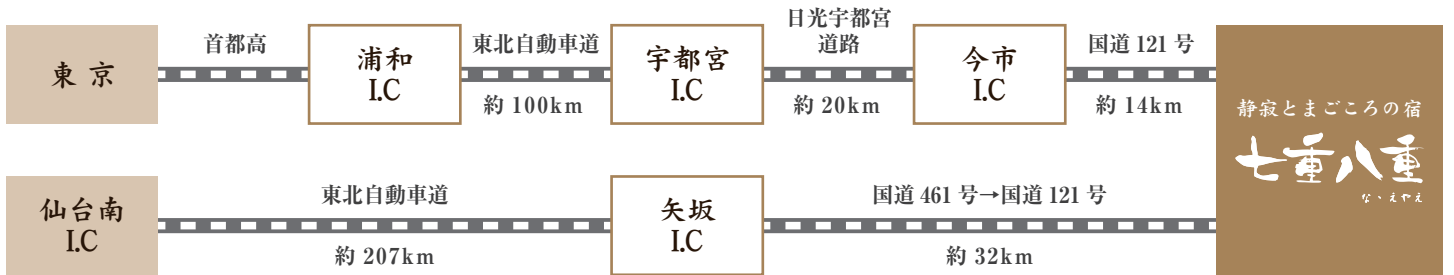 東京
首都高
浦和
I.C
東北自動車道
約 100km
宇都宮
I.C
日光宇都宮
道路
約 20km
今市
I.C
国道 121 号
約 14km
仙台南
I.C
東北自動車道
約 207km
矢坂
I.C
国道 461 号→国道 121 号
約 32km
静寂とまごころの宿
七重八重
なゝえやえ